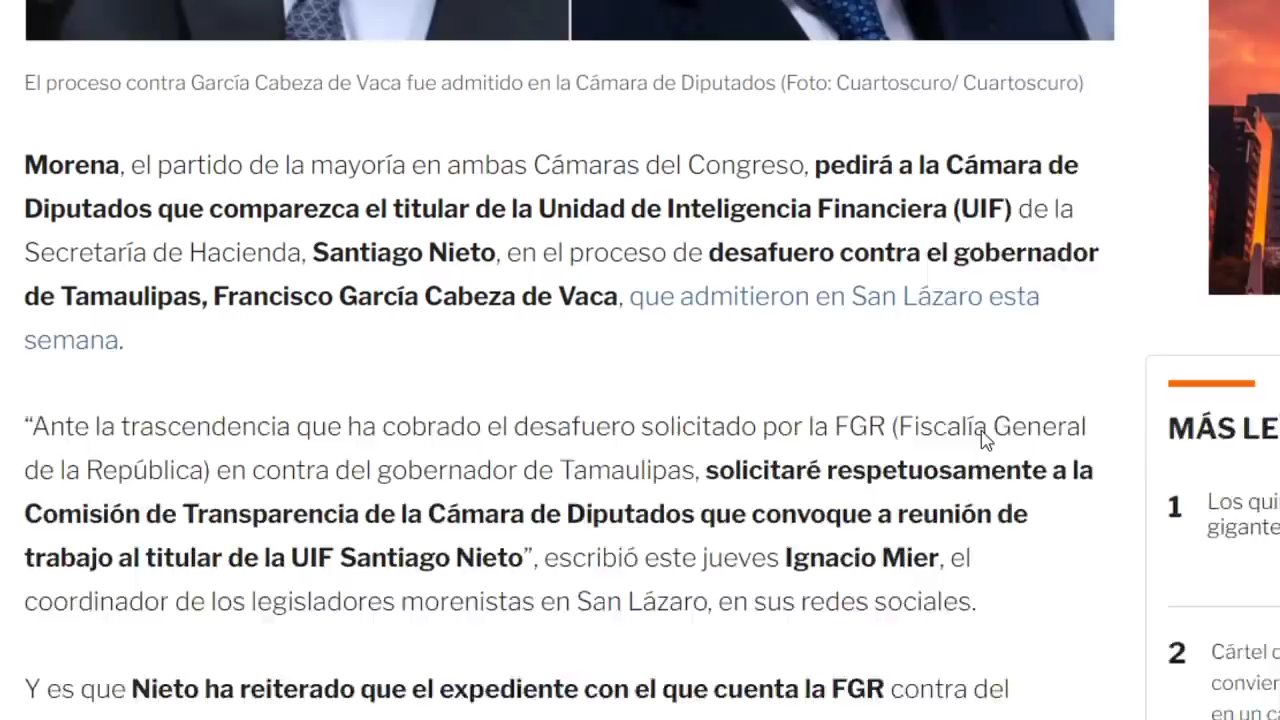 El proceso contra García Cabeza de Vaca fue admitido en la Cámara de Diputados (Foto: Cuartoscuro/ Cuartoscuro)
Morena, el partido de la mayoría en ambas Cámaras del Congreso, pedirá a la Cámara de
Diputados que comparezca el titular de la Unidad de Inteligencia Financiera (UIF) de la
Secretaría de Hacienda, Santiago Nieto, en el proceso de desafuero contra el gobernador
de Tamaulipas, Francisco García Cabeza de Vaca, que admitieron en San Lázaro esta
semana.
“Ante la trascendencia que ha cobrado el desafuero solicitado por la FGR (Fiscalía General
de la República) en contra del gobernador de Tamaulipas, solicitaré respetuosamente a la
Comisión de Transparencia de la Cámara de Diputados que convoque a reunión de
trabajo al titular de la UIF Santiago Nieto”, escribió este jueves Ignacio Mier, el
coordinador de los legisladores morenistas en San Lázaro, en sus redes sociales.
Y es que Nieto ha reiterado que el expediente con el que cuenta la FGR contra del
MÁS LE
1 Los qui
gigante
2 Cártel
convier
en un